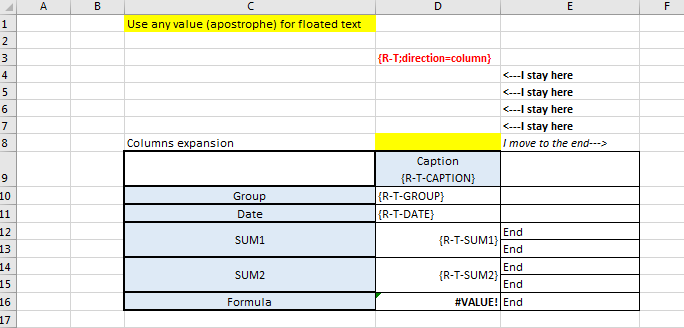 A B C D E F
1 Use any value (apostrophe) for floated text
2
3 {R-T;direction=column}
4 <---I stay here
5 <---I stay here
6 <---I stay here
7 <---I stay here
8 Columns expansion I move to the end--->
Caption
9 {R-T-CAPTION}
10 Group {R-T-GROUP}
11 Date {R-T-DATE}
12 End
SUM1 {R-T-SUM1}
13 End
14 End
SUM2 {R-T-SUM2}
15 End
16 Formula #VALUE! End
17